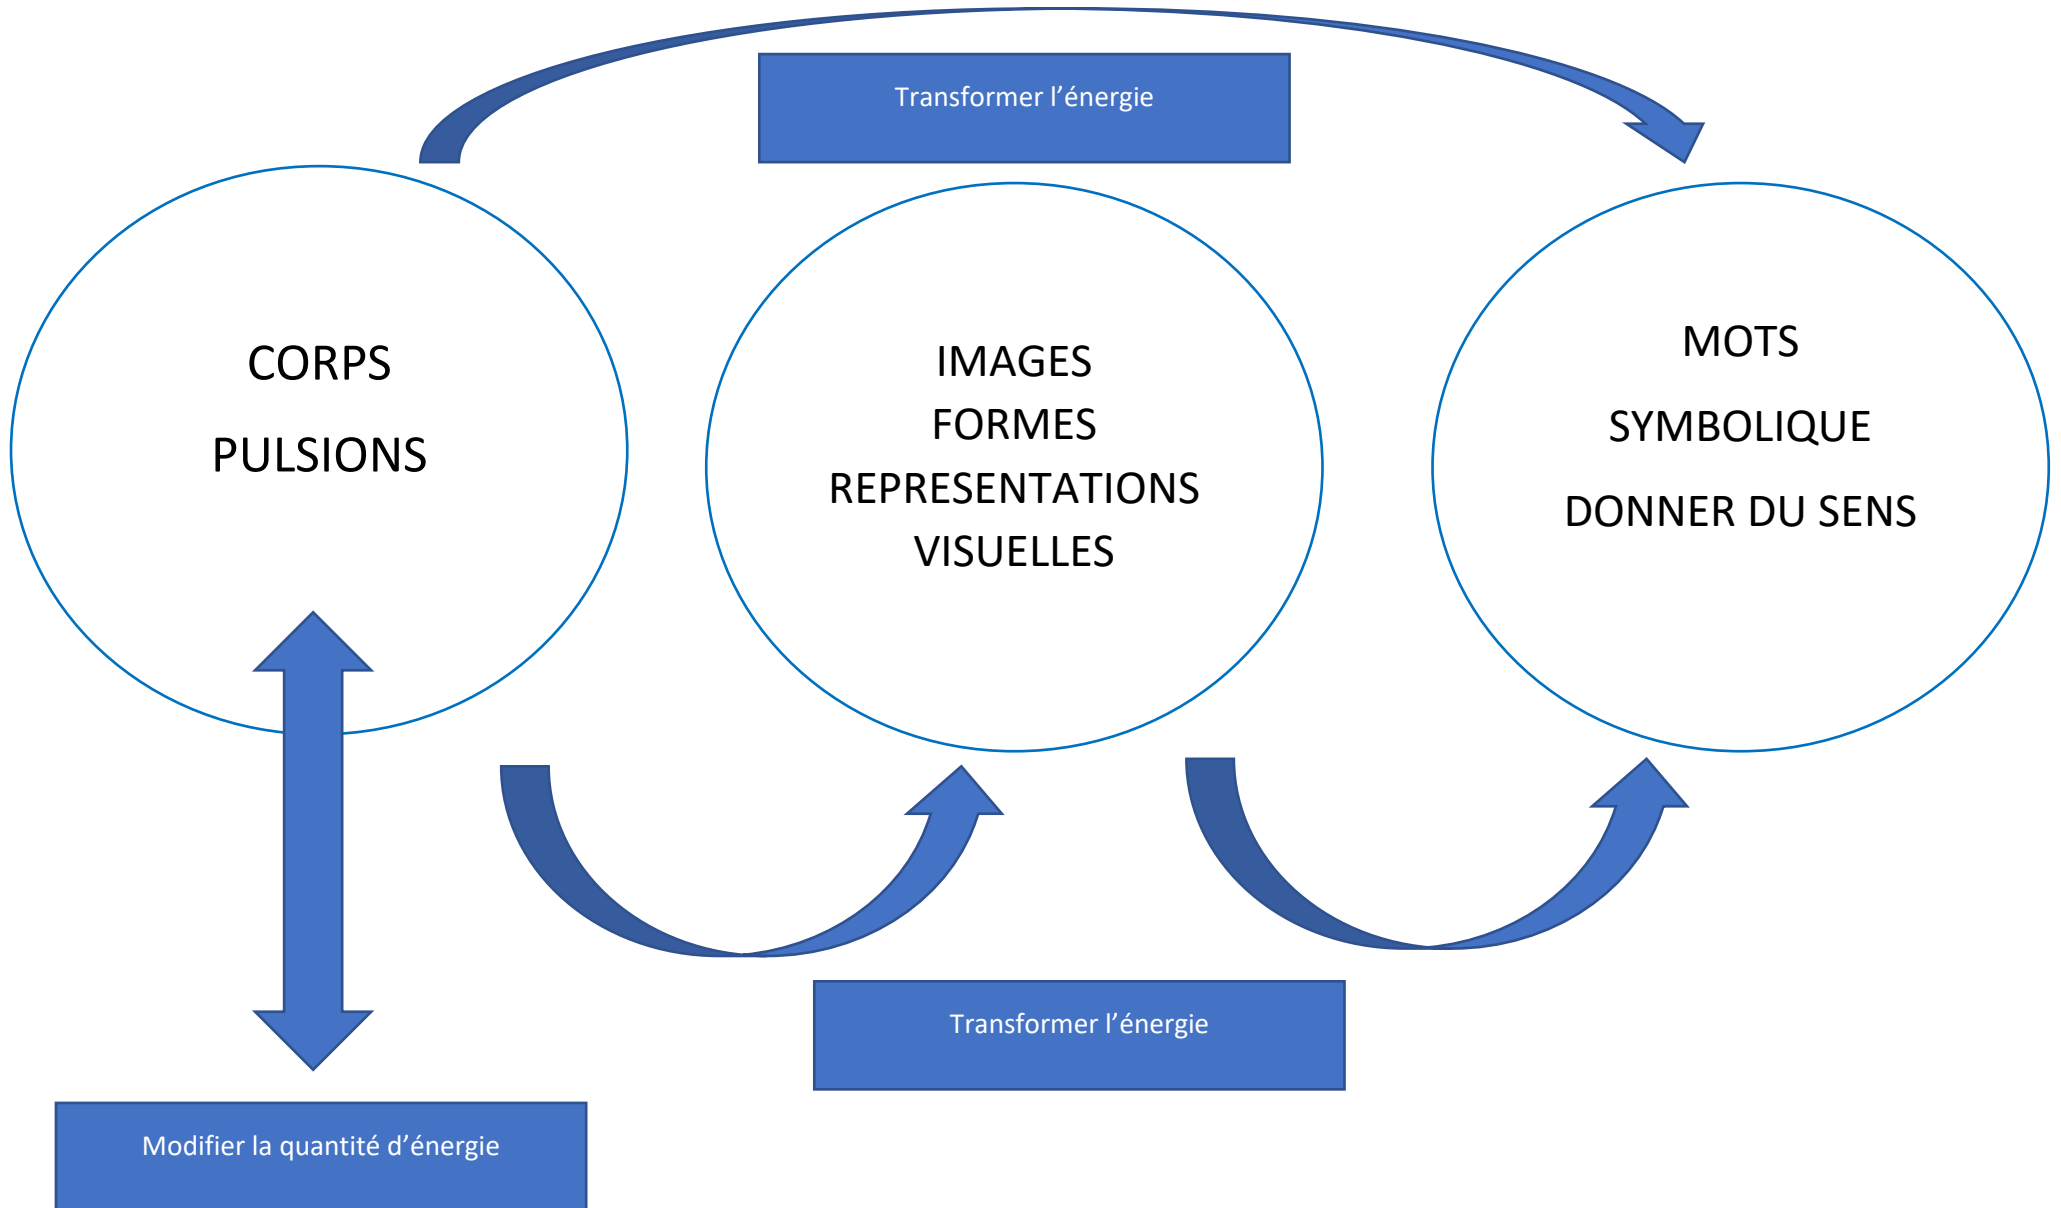 Transformer l’énergie
CORPS
PULSIONS
IMAGES
FORMES
REPRESENTATIONS
VISUELLES
MOTS
SYMBOLIQUE
DONNER DU SENS
Transformer l’énergie
Modifier la quantité d’énergie